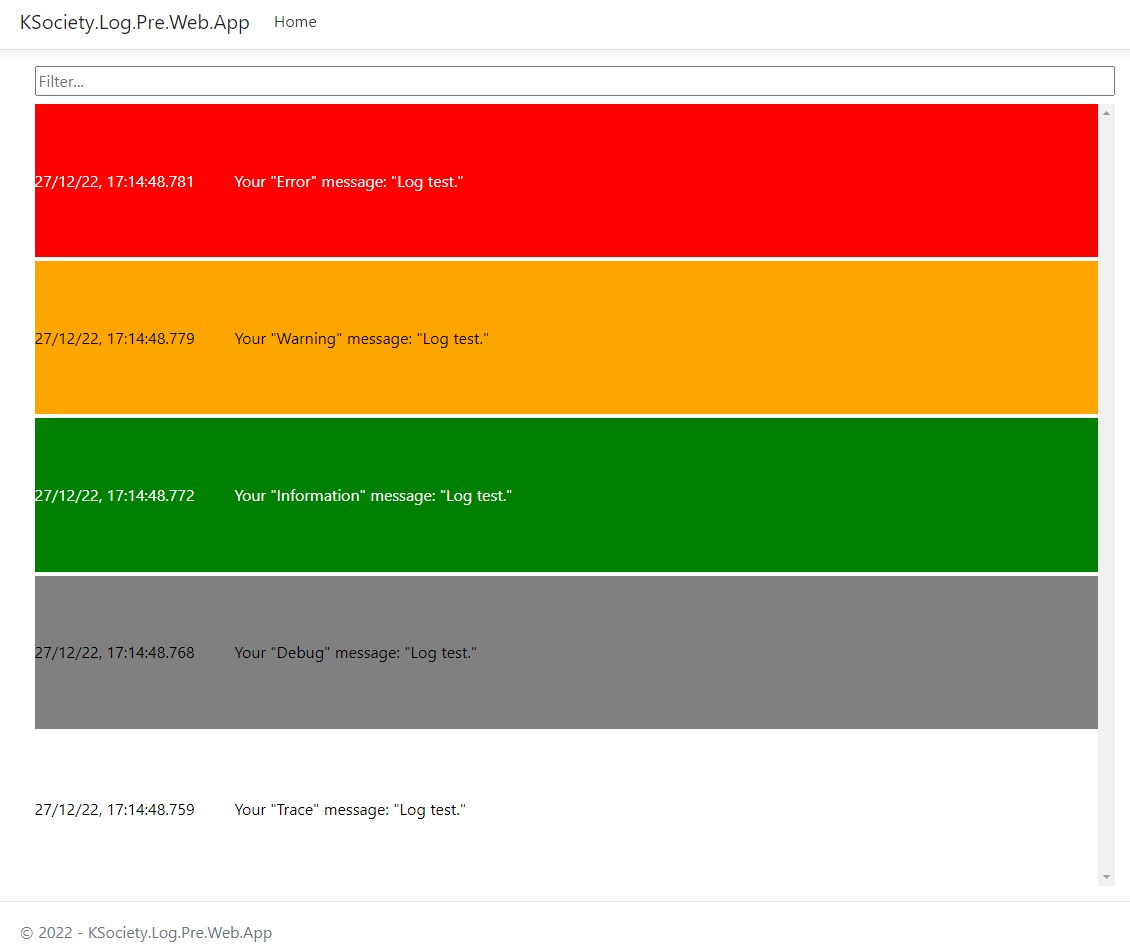 KSociety.Log.Pre.Web.App Home
Filter...
27/12/22, 17:14:48.781 Your "Error" message: "Log test."
27/12/22, 17:14:48.779 Your "Warning" message: "Log test."
27/12/22, 17:14:48.772 Your "Information" message: "Log test."
27/12/22, 17:14:48.768 Your "Debug" message: "Log test."
27/12/22, 17:14:48.759 Your "Trace" message: "Log test."
© 2022 - KSociety.Log.Pre.Web.App